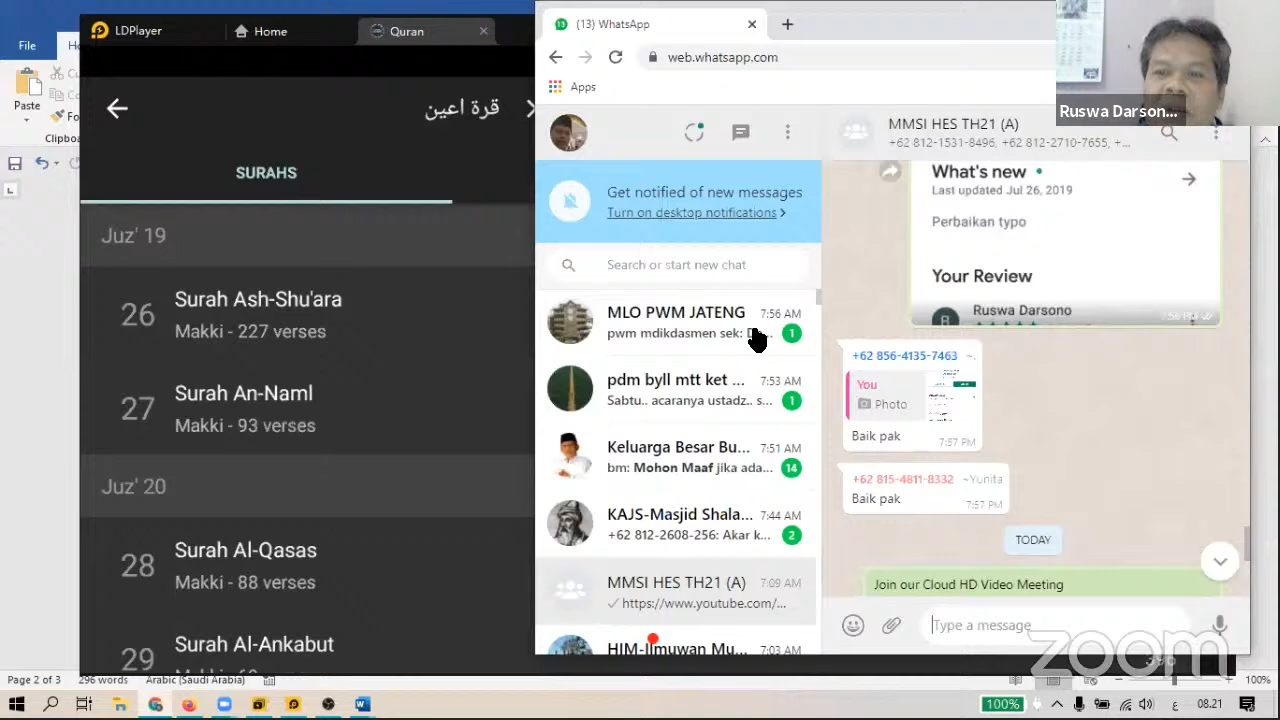 LDPlayer
Home
Quran
File
Paste
Clipboa
قرة اعين
SURAHS
Juz' 19
26
Surah Ash-Shu'ara
Makki - 227 verses
27
Surah An-Naml
Makki - 93 verses
Juz' 20
28
Surah Al-Qasas
Makki - 88 verses
29
Surah Al-Ankabut
(13) WhatsApp
web.whatsapp.com
Apps
Get notified of new messages
Turn on desktop notifications
Search or start new chat
MLO PWM JATENG 7:56 AM
pwm mdikdasmen sek: 1
pdm byll mtt ket ... 7:53 AM
Sabtu.. acaranya ustadz.. s... 1
Keluarga Besar Bu... 7:51 AM
bm: Mohon Maaf jika ada... 14
KAJS-Masjid Shala... 7:44 AM
+62 812-2608-256: Akar k... 2
MMSI HES TH21 (A) 7:09 AM
https://www.youtube.com/...
HIM-Ilmuwan Mu... 7:03 AM
MMSI HES TH21 (A)
+62 812-1531-8496, +62 812-2710-7655, +...
Ruswa Darsono...
What's new
Last updated Jul 26, 2019
Perbaikan typo
Your Review
R
Ruswa Darsono
7:56 PM
+62 856-4135-7463 ~.
You
Photo
Baik pak
7:57 PM
+62 815-4811-8332 ~Yunita
Baik pak
7:57 PM
TODAY
Join our Cloud HD Video Meeting
Type a message
zoom
Page 2 of 3 296 words Arabic (Saudi Arabia)
100%
100%
08.21